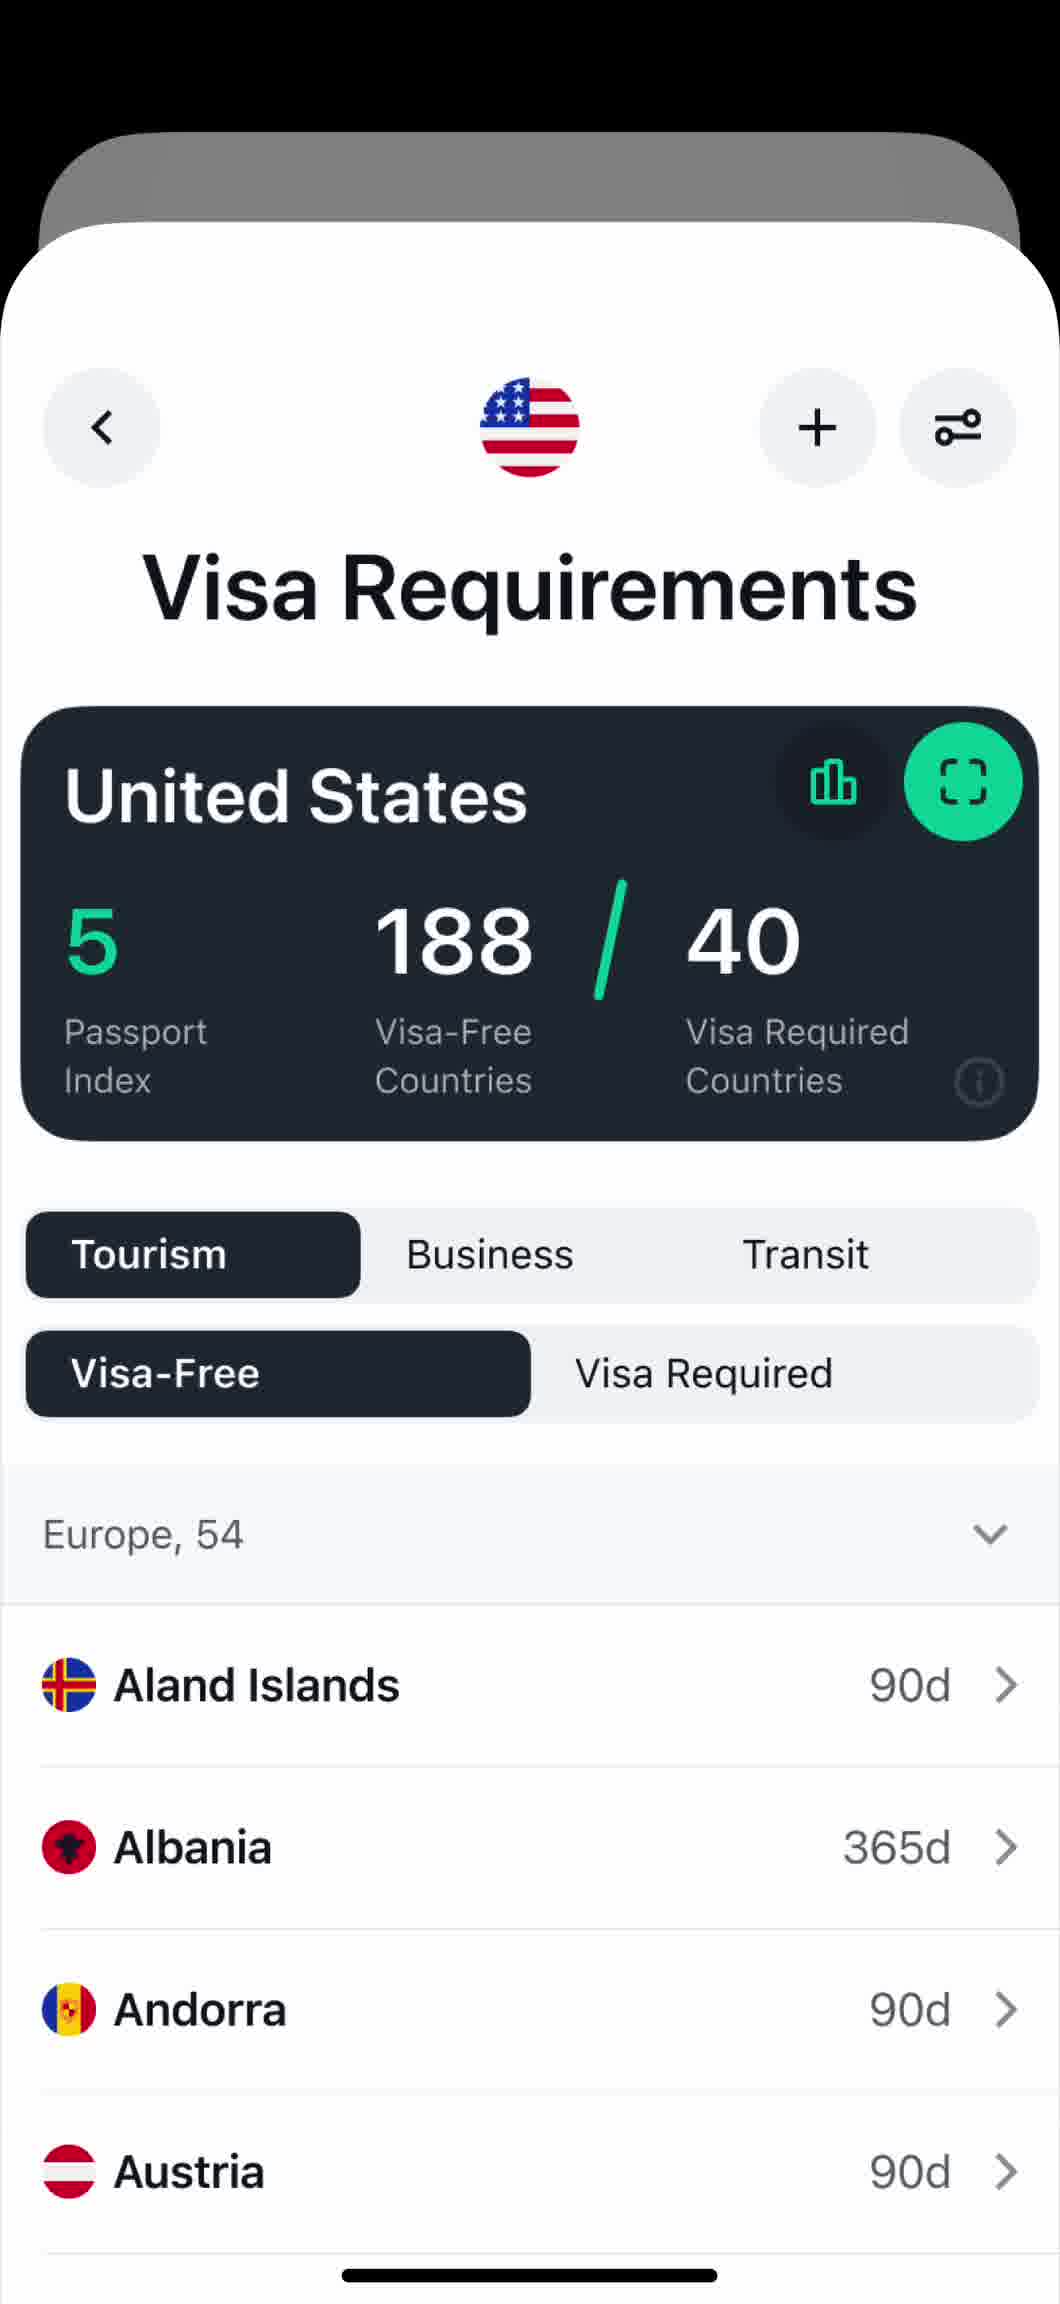 Visa Requirements
United States
5
188
40
Passport
Index
Visa-Free
Countries
Visa Required
Countries
Tourism
Business
Transit
Visa-Free
Visa Required
Europe, 54
Aland Islands
90d
Albania
365d
Andorra
90d
Austria
90d